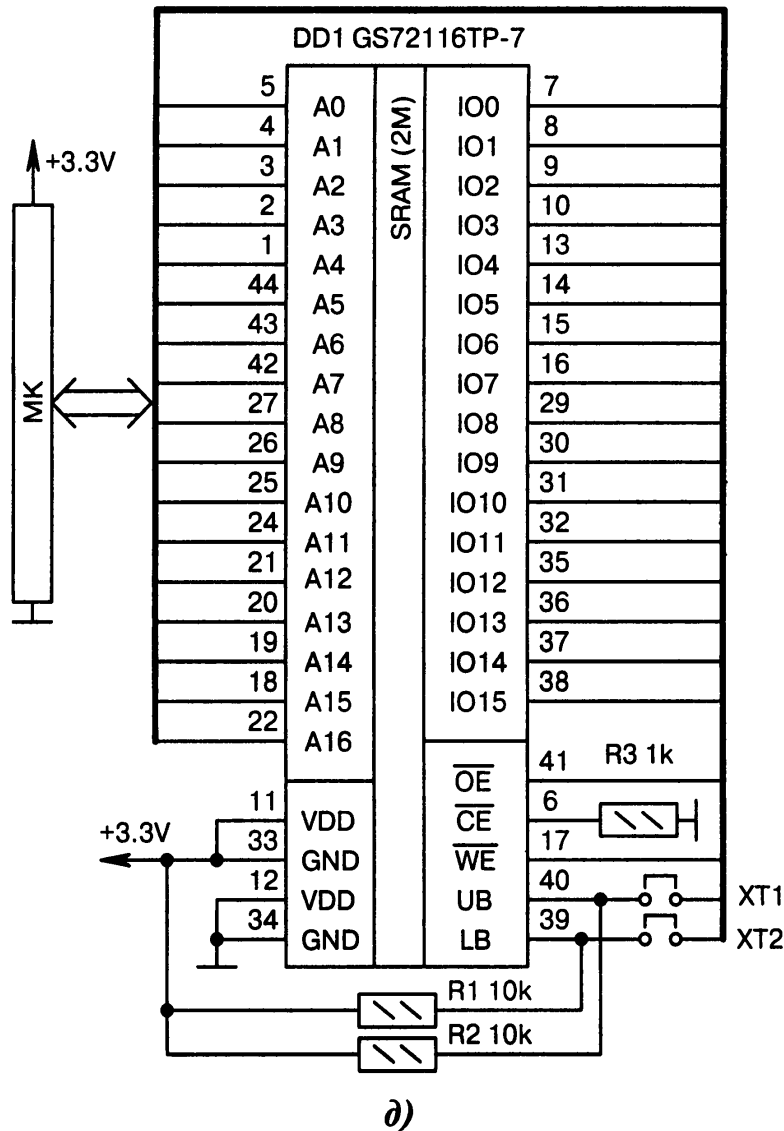 DD1 GS72116TP-7
+3.3V
МК
SRAM (2M)
5 A0 IO0 7
4 A1 IO1 8
3 A2 IO2 9
2 A3 IO3 10
1 A4 IO4 13
44 A5 IO5 14
43 A6 IO6 15
42 A7 IO7 16
27 A8 IO8 29
26 A9 IO9 30
25 A10 IO10 31
24 A11 IO11 32
21 A12 IO12 35
20 A13 IO13 36
19 A14 IO14 37
18 A15 IO15 38
22 A16
OE 41 R3 1k
+3.3V
11 VDD CE 6
33 GND WE 17
12 VDD UB 40 XT1
34 GND LB 39 XT2
R1 10k
R2 10k
д)